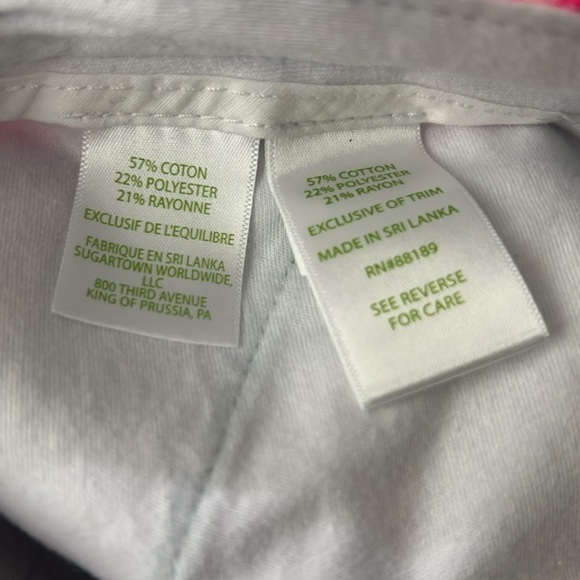 57% COTON
22% POLYESTER
21% RAYONNE
EXCLUSIF DE L'EQUILIBRE
FABRIQUE EN SRI LANKA
SUGARTOWN WORLDWIDE,
LLC
800 THIRD AVENUE
KING OF PRUSSIA, PA
57% COTTON
22% POLYESTER
21% RAYON
EXCLUSIVE OF TRIM
MADE IN SRI LANKA
RN#88189
SEE REVERSE
FOR CARE